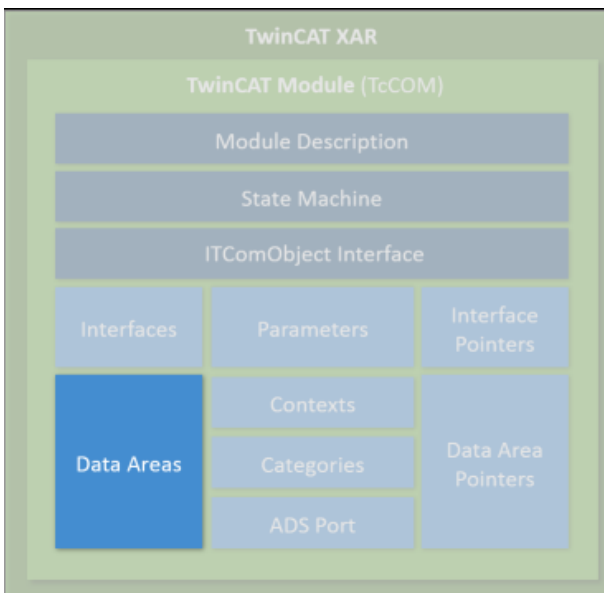 TwinCAT XAR
TwinCAT Module (TcCOM)
Module Description
State Machine
ITComObject Interface
Interfaces
Parameters
Interface
Pointers
Data Areas
Contexts
Categories
ADS Port
Data Area
Pointers